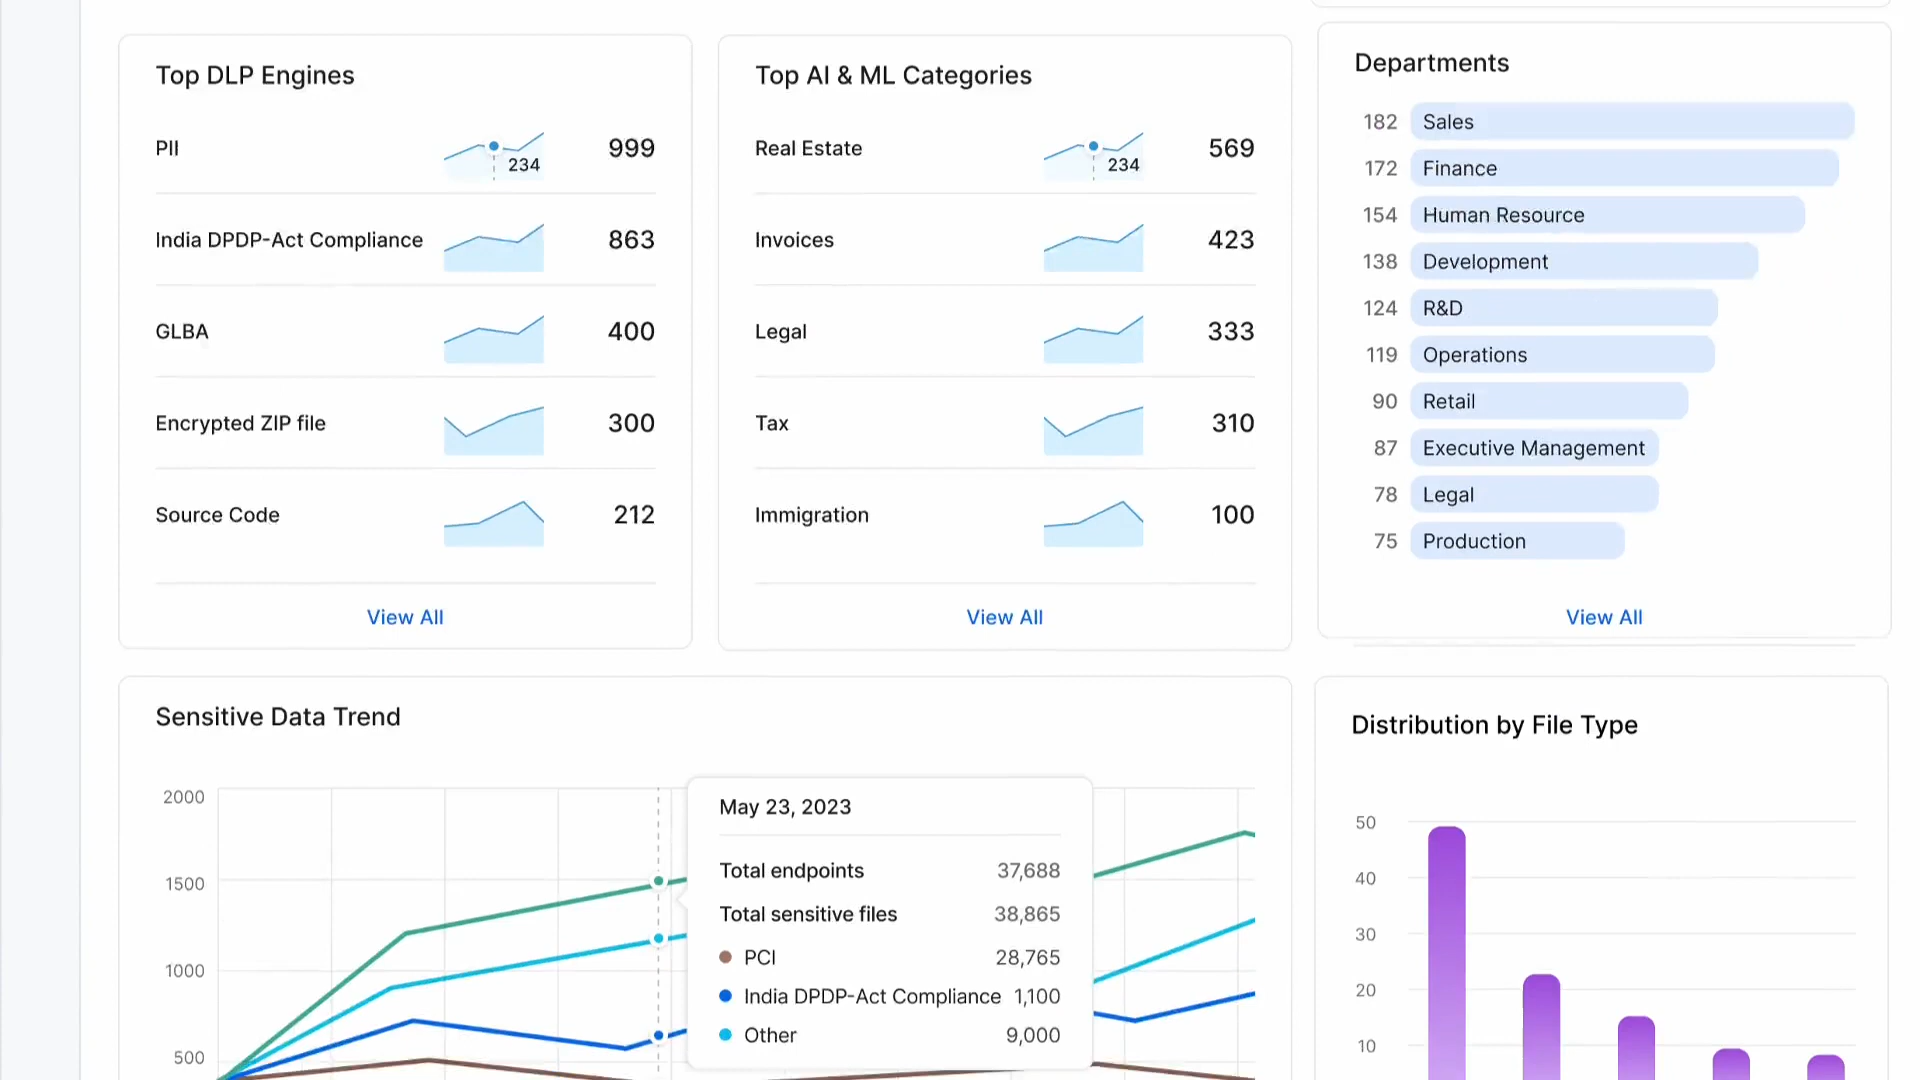 Top DLP Engines
PII 234 999
India DPDP-Act Compliance 863
GLBA 400
Encrypted ZIP file 300
Source Code 212
View All
Top AI & ML Categories
Real Estate 234 569
Invoices 423
Legal 333
Tax 310
Immigration 100
View All
Departments
182 Sales
172 Finance
154 Human Resource
138 Development
124 R&D
119 Operations
90 Retail
87 Executive Management
78 Legal
75 Production
View All
Sensitive Data Trend
2000
1500
1000
500
May 23, 2023
Total endpoints 37,688
Total sensitive files 38,865
PCI 28,765
India DPDP-Act Compliance 1,100
Other 9,000
Distribution by File Type
50
40
30
20
10